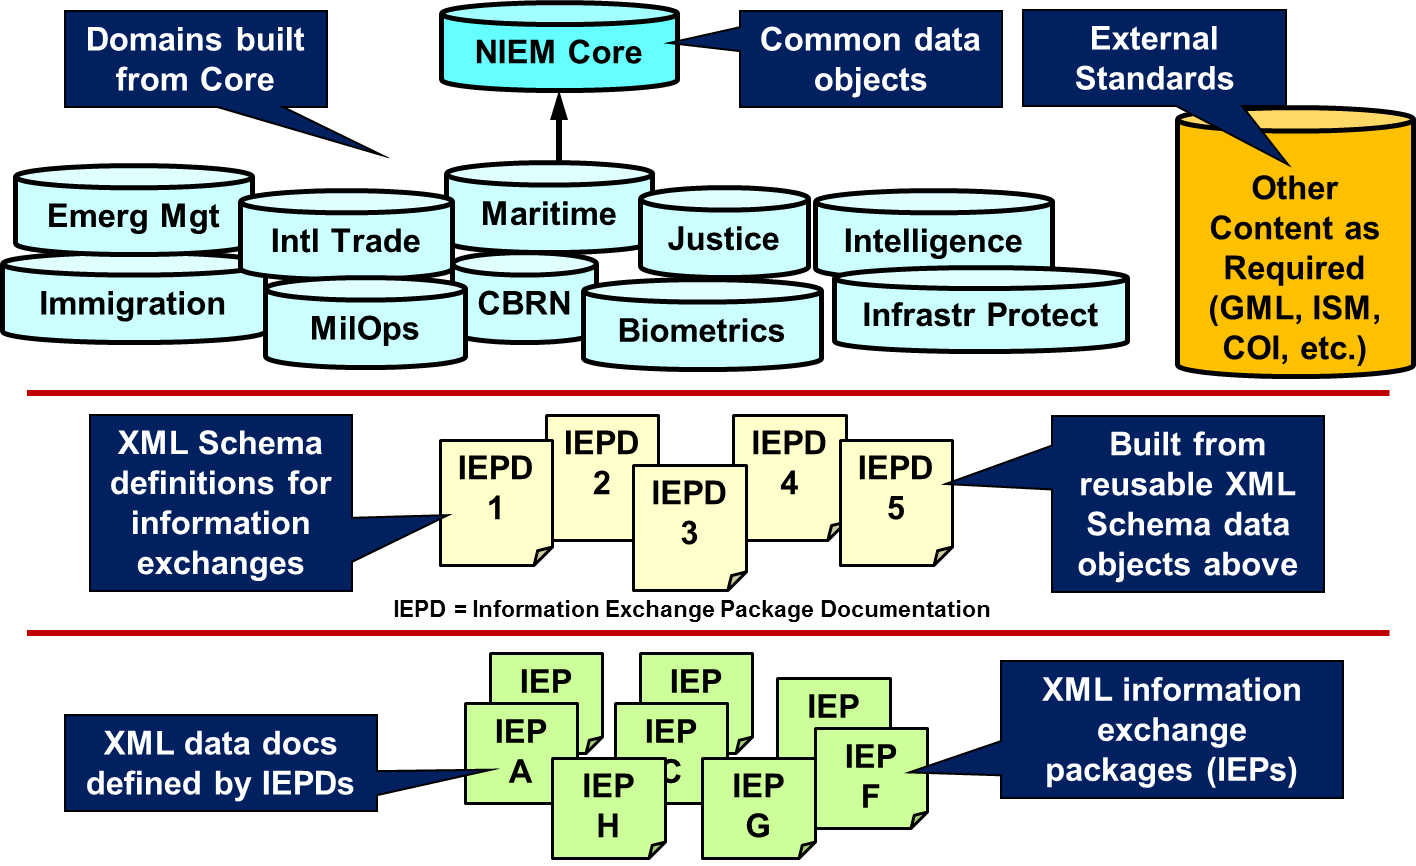 Domains built
from Core
NIEM Core
Common data
objects
External
Standards
Emerg Mgt
Intl Trade
Maritime
Justice
Intelligence
Immigration
MilOps
CBRN
Biometrics
Infrastr Protect
Other
Content as
Required
(GML, ISM,
COI, etc.)
XML Schema
definitions for
information
exchanges
IEPD
1
IEPD
2
IEPD
3
IEPD
4
IEPD
5
Built from
reusable XML
Schema data
objects above
IEPD = Information Exchange Package Documentation
XML data docs
defined by IEPDs
IEP
IEP
A
IEP
H
IEP
IEP
C
IEP
G
IEP
IEP
F
XML information
exchange
packages (IEPs)